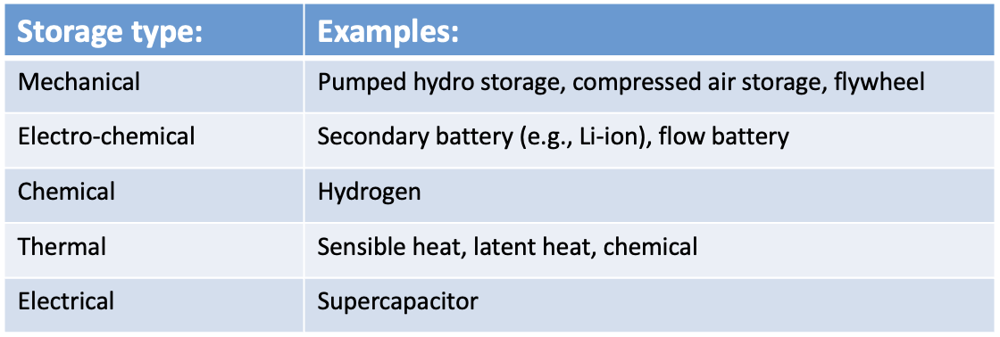 Storage type: Examples:
Mechanical Pumped hydro storage, compressed air storage, flywheel
Electro-chemical Secondary battery (e.g., Li-ion), flow battery
Chemical Hydrogen
Thermal Sensible heat, latent heat, chemical
Electrical Supercapacitor